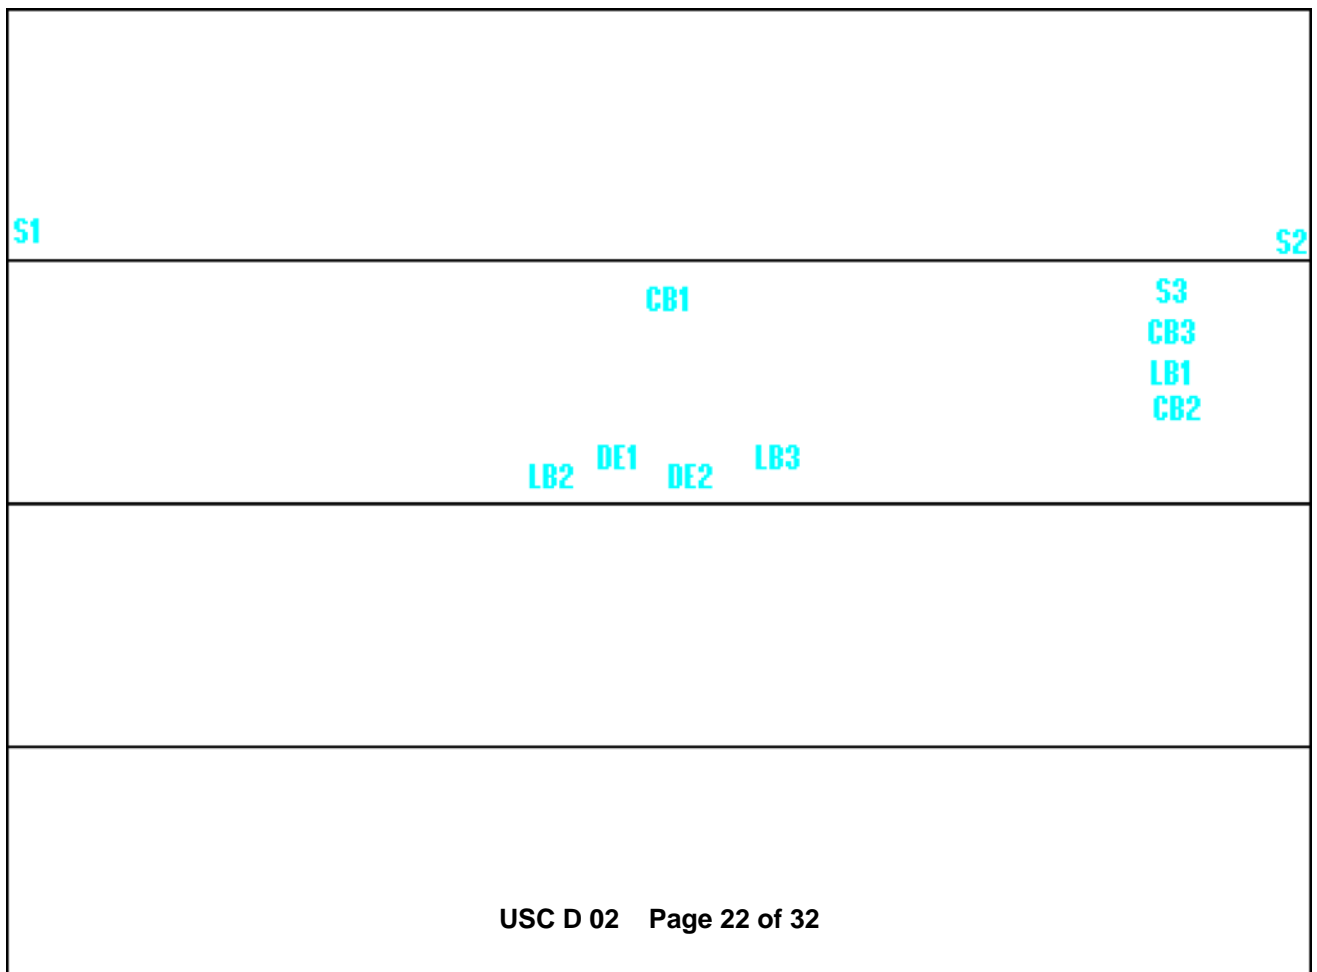 S1
S2
CB1
S3
CB3
LB1
CB2
LB2 DE1 DE2 LB3
USC D 02 Page 22 of 32